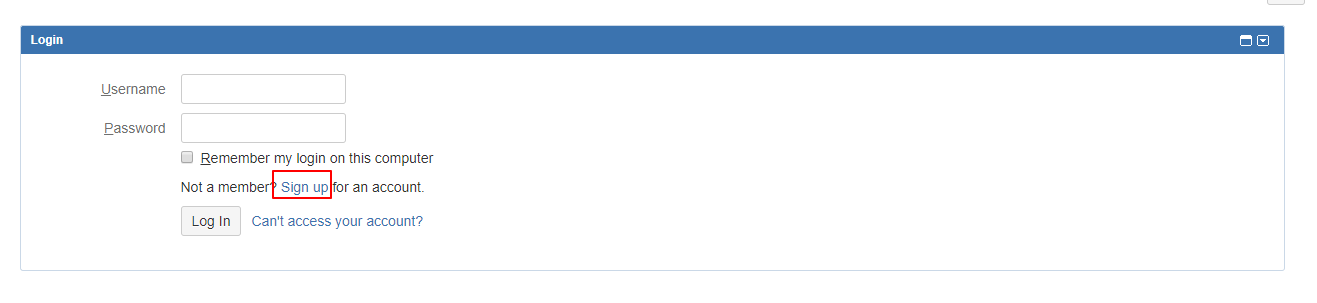 Login
Username
Password
Remember my login on this computer
Not a member? Sign up for an account.
Log In Can't access your account?